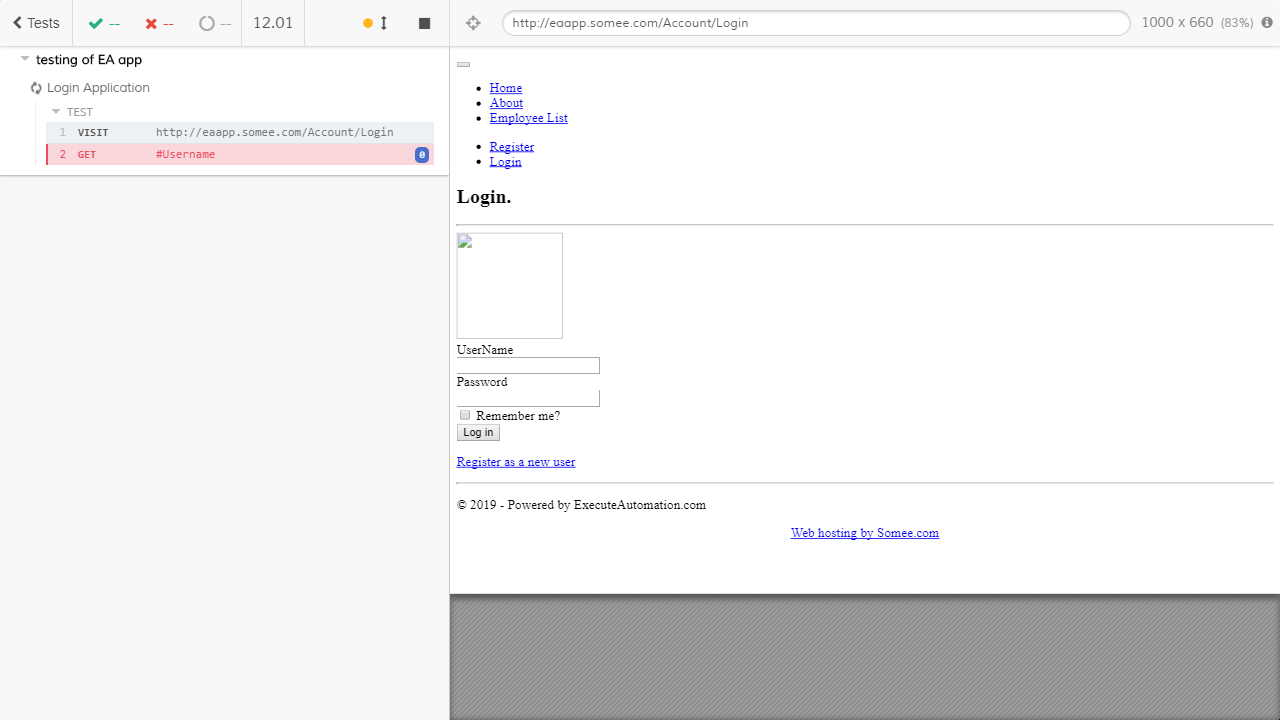 Tests
--
--
--
12.01
http://eaapp.somee.com/Account/Login
1000 x 660 (83%)
testing of EA app
Login Application
TEST
1 VISIT http://eaapp.somee.com/Account/Login
2 GET #Username 0
Home
About
Employee List
Register
Login
Login.
UserName
Password
Remember me?
Log in
Register as a new user
© 2019 - Powered by ExecuteAutomation.com
Web hosting by Somee.com